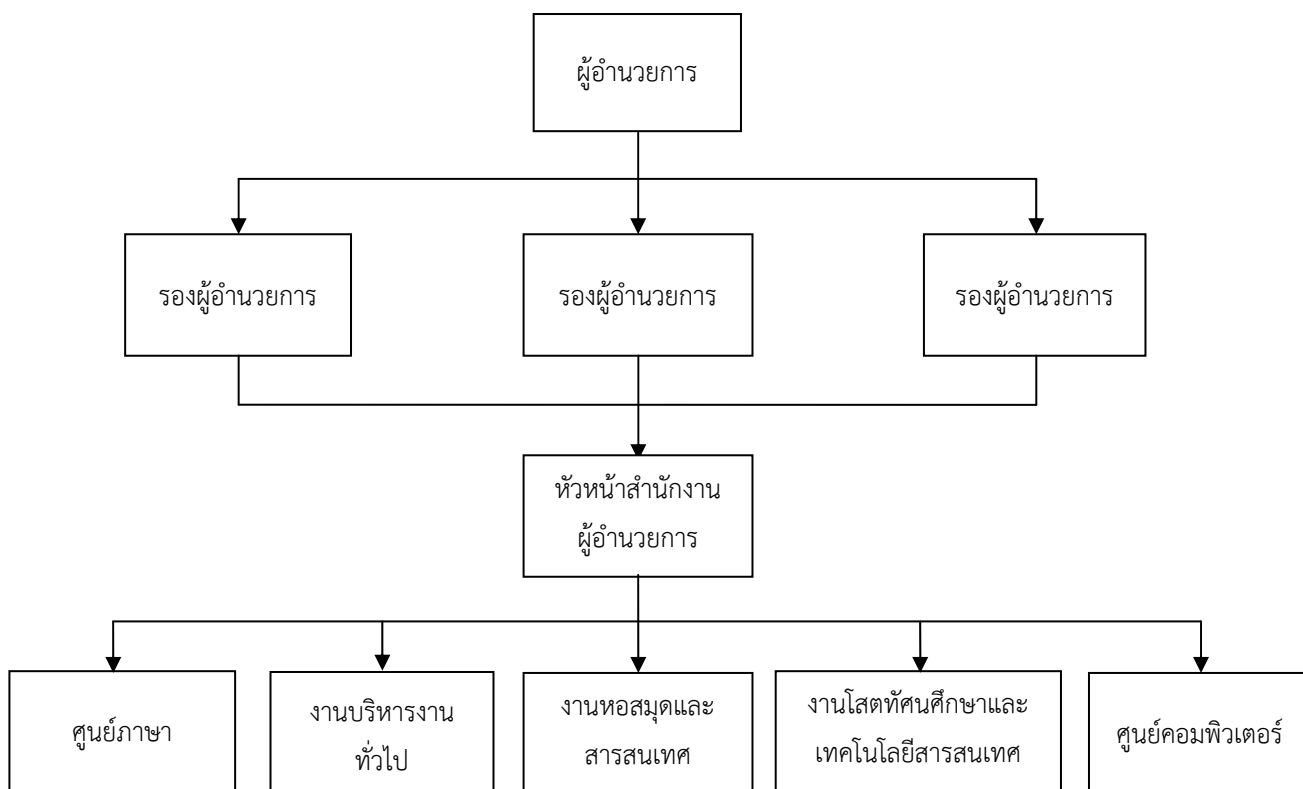 ผู้อำนวยการ
รองผู้อำนวยการ
รองผู้อำนวยการ
รองผู้อำนวยการ
หัวหน้าสำนักงาน
ผู้อำนวยการ
ศูนย์ภาษา
งานบริหารงาน
ทั่วไป
งานหอสมุดและ
สารสนเทศ
งานโสตทัศนศึกษาและ
เทคโนโลยีสารสนเทศ
ศูนย์คอมพิวเตอร์